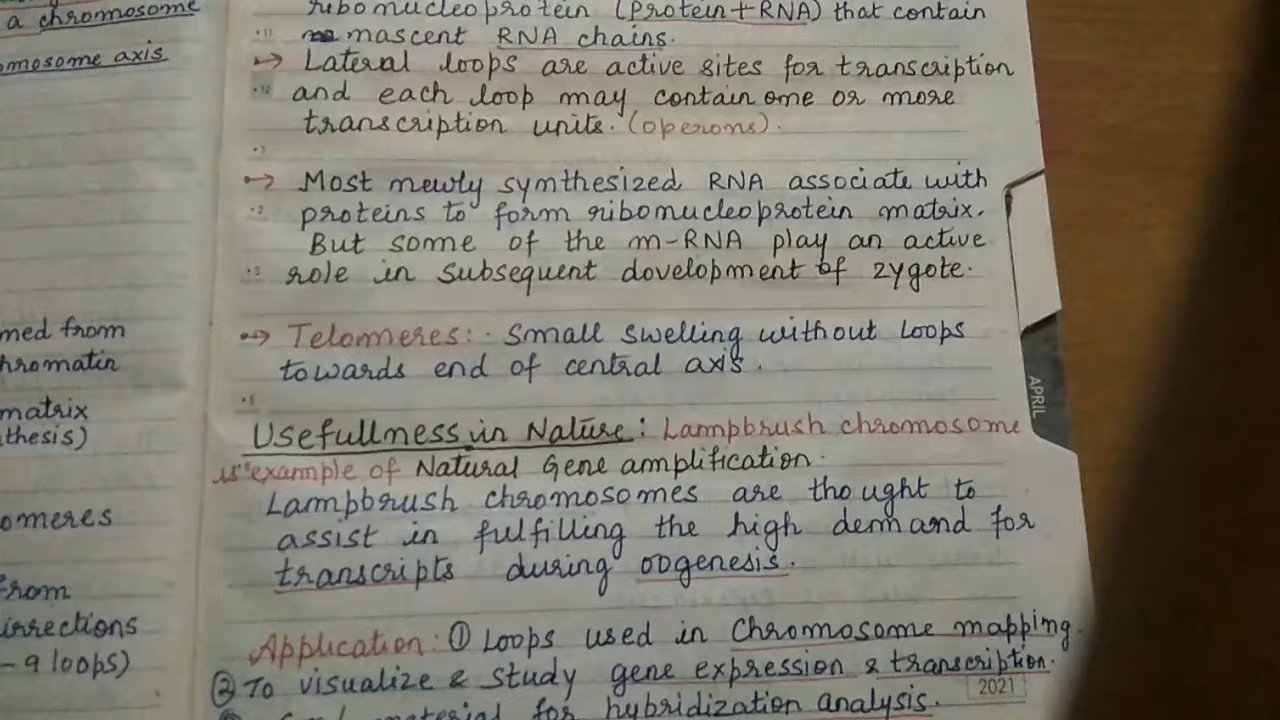 a chromosome
omosome axis
med from
hromatin
matrix
thesis)
omeres
from
irrections
- 9 loops)
ribonucleoprotein (Protein+RNA) that contain
nascent RNA chains.
→ Lateral loops are active sites for transcription
and each loop may contain one or more
transcription units. (operons).
→ Most newly synthesized RNA associate with
proteins to form ribonucleoprotein matrix.
But some of the m-RNA play an active
role in subsequent dovelopment of zygote.
→ Telomeres: Small swelling without loops
towards end of central axis.
Usefullness in Nature: Lampbrush chromosome
is example of Natural Gene amplification.
Lampbrush chromosomes are thought to
assist in fulfilling the high demand for
transcripts during oogenesis.
Application: ① Loops used in Chromosome mapping.
② To visualize & study gene expression & transcription.
material for hybridization analysis.
APRIL
2021